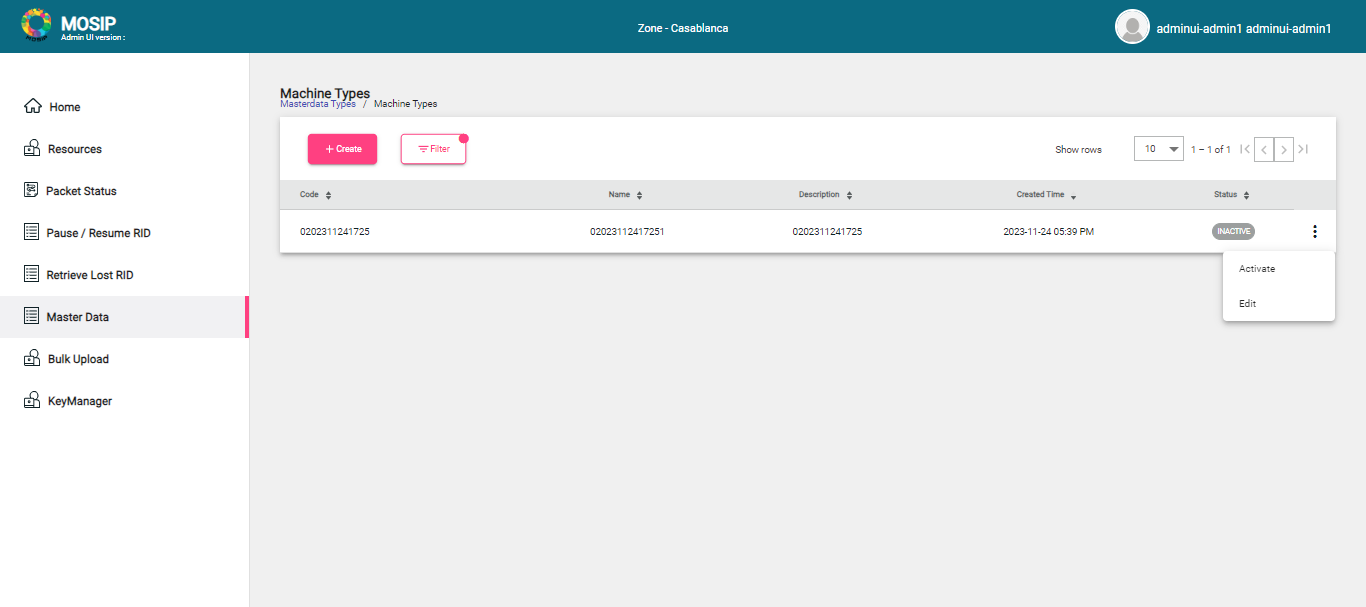 MOSIP
Admin UI version :
Zone - Casablanca
adminui-admin1 adminui-admin1
Home
Resources
Packet Status
Pause / Resume RID
Retrieve Lost RID
Master Data
Bulk Upload
KeyManager
Machine Types
Masterdata Types / Machine Types
+ Create
Filter
Show rows 10 1 – 1 of 1
Code Name Description Created Time Status
0202311241725 02023112417251 0202311241725 2023-11-24 05:39 PM INACTIVE
Activate
Edit